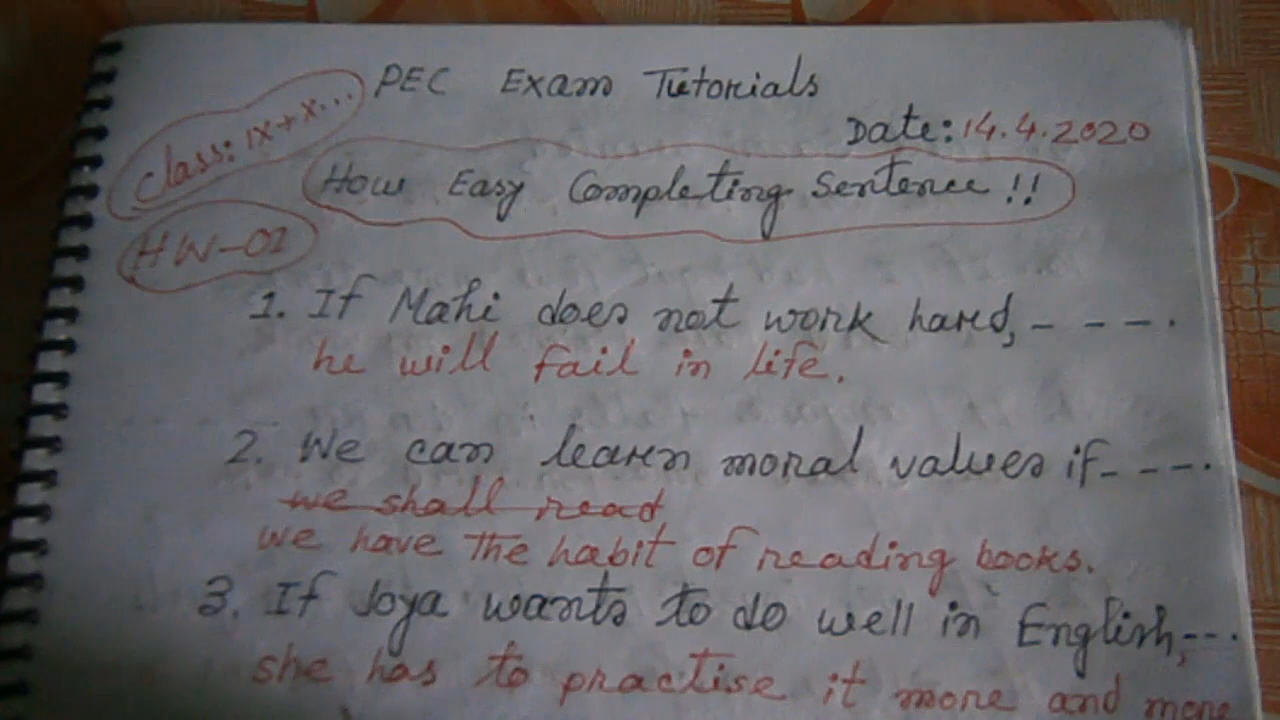 PEC Exam Tutorials
Class: IX + X...
Date: 14.4.2020
How Easy Completing Sentence!!
HW-01
1. If Mahi does not work hard, - - - .
he will fail in life.
2. We can learn moral values if - - - .
we shall read
we have the habit of reading books.
3. If Joya wants to do well in English, -- .
she has to practise it more and more